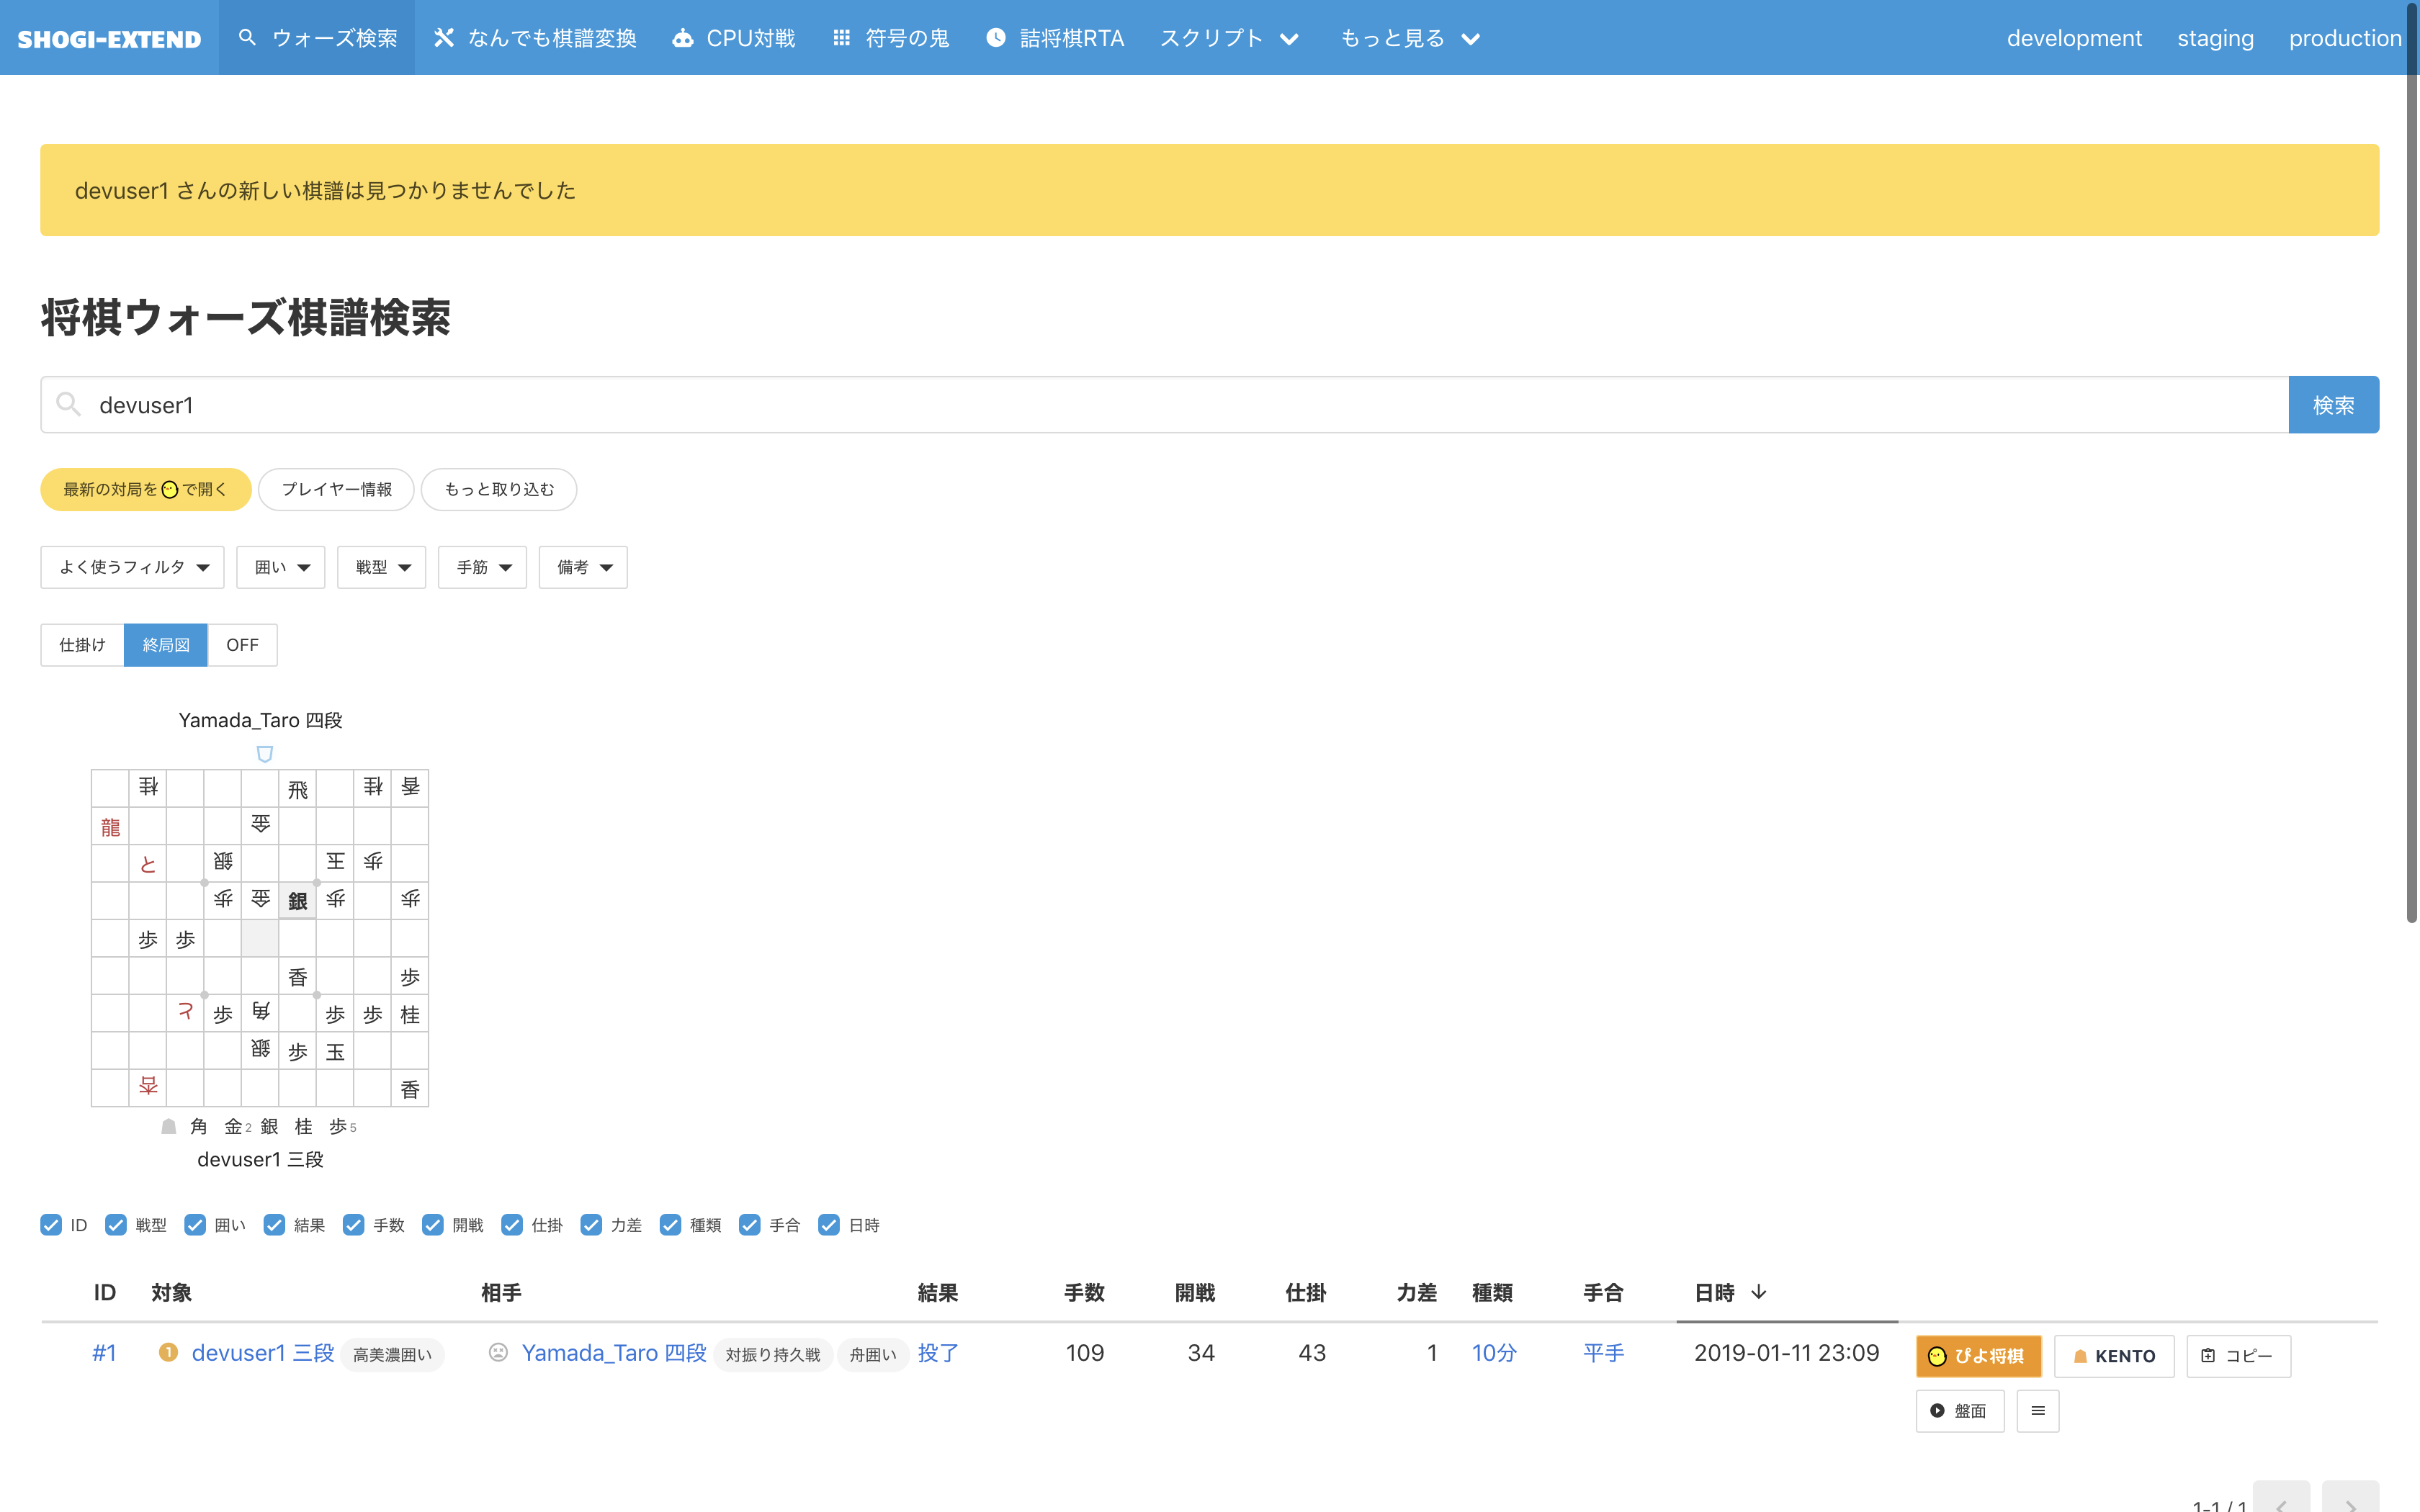 SHOGI-EXTEND ウォーズ検索 なんでも棋譜変換 CPU対戦 符号の鬼 詰将棋RTA スクリプト もっと見る development staging production
devuser1 さんの新しい棋譜は見つかりませんでした
将棋ウォーズ棋譜検索
devuser1 検索
最新の対局を で開く プレイヤー情報 もっと取り込む
よく使うフィルタ 囲い 戦型 手筋 備考
仕掛け 終局図 OFF
Yamada_Taro 四段
桂 飛 桂 香
龍 金
と 銀 王 歩
歩 金 銀 歩 歩
歩 歩
香 歩
と 歩 角 歩 歩 桂
銀 歩 玉
杏 香
角 金2 銀 桂 歩5
devuser1 三段
ID 戦型 囲い 結果 手数 開戦 仕掛 力差 種類 手合 日時
ID 対象 相手 結果 手数 開戦 仕掛 力差 種類 手合 日時
#1 1 devuser1 三段 高美濃囲い Yamada_Taro 四段 対振り持久戦 舟囲い 投了 109 34 43 1 10分 平手 2019-01-11 23:09 ぴよ将棋 KENTO コピー
盤面
1-1 / 1